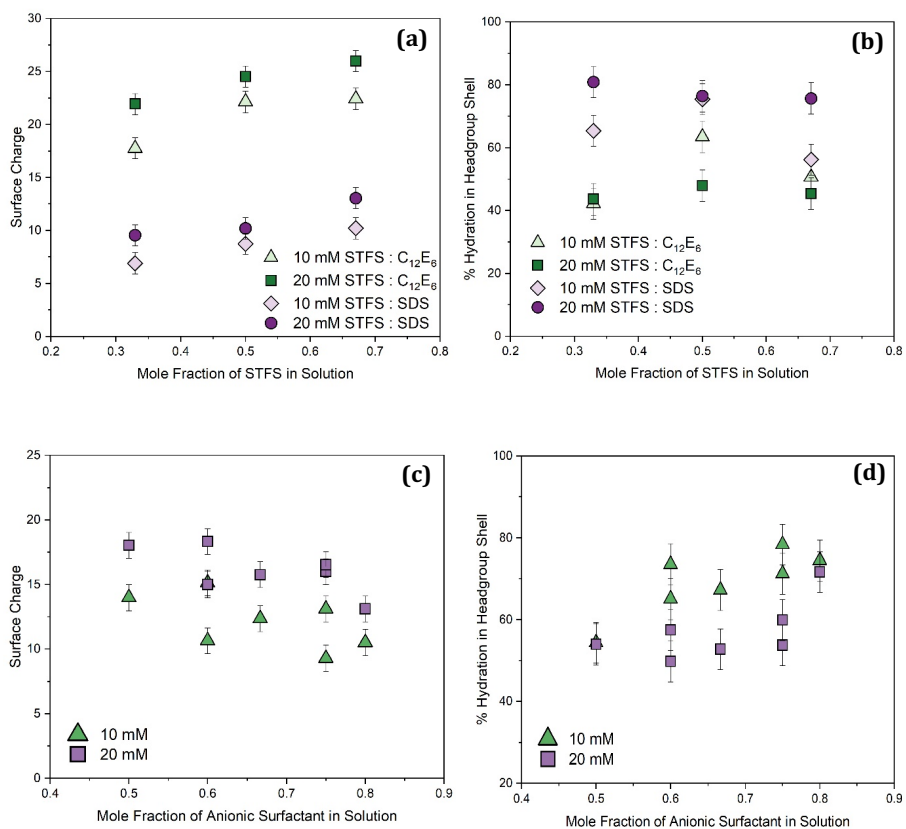 (a)
30
25
20
15
10
5
0
Surface Charge
10 mM STFS : C₁₂E₆
20 mM STFS : C₁₂E₆
10 mM STFS : SDS
20 mM STFS : SDS
0.2 0.3 0.4 0.5 0.6 0.7 0.8
Mole Fraction of STFS in Solution
(b)
100
80
60
40
20
0
% Hydration in Headgroup Shell
10 mM STFS : C₁₂E₆
20 mM STFS : C₁₂E₆
10 mM STFS : SDS
20 mM STFS : SDS
0.2 0.3 0.4 0.5 0.6 0.7 0.8
Mole Fraction of STFS in Solution
(c)
25
20
15
10
5
0
Surface Charge
10 mM
20 mM
0.4 0.5 0.6 0.7 0.8 0.9
Mole Fraction of Anionic Surfactant in Solution
(d)
100
80
60
40
20
% Hydration in Headgroup Shell
10 mM
20 mM
0.4 0.5 0.6 0.7 0.8 0.9
Mole Fraction of Anionic Surfactant in Solution